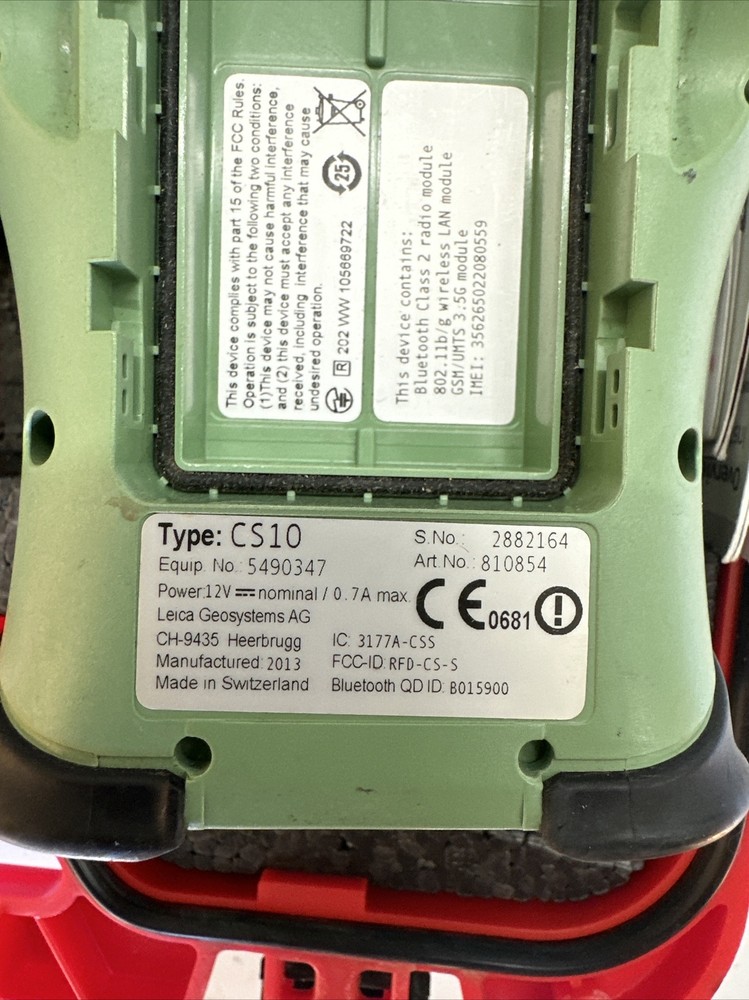 This device complies with part 15 of the FCC Rules.
Operation is subject to the following two conditions:
(1)This device may not cause harmful interference,
and (2) this device must accept any interference
received, including interference that may cause
undesired operation.
R 202 WW 105669722
25
This device contains:
Bluetooth Class 2 radio module
802.11b/g wireless LAN module
GSM/UMTS 3.5G module
IMEI: 356265022080559
Type: CS10
S.No.: 2882164
Equip. No.: 5490347
Art.No.: 810854
Power:12V nominal / 0.7A max.
CE0681
Leica Geosystems AG
CH-9435 Heerbrugg
IC: 3177A-CSS
Manufactured: 2013
FCC-ID: RFD-CS-S
Made in Switzerland
Bluetooth QD ID: B015900